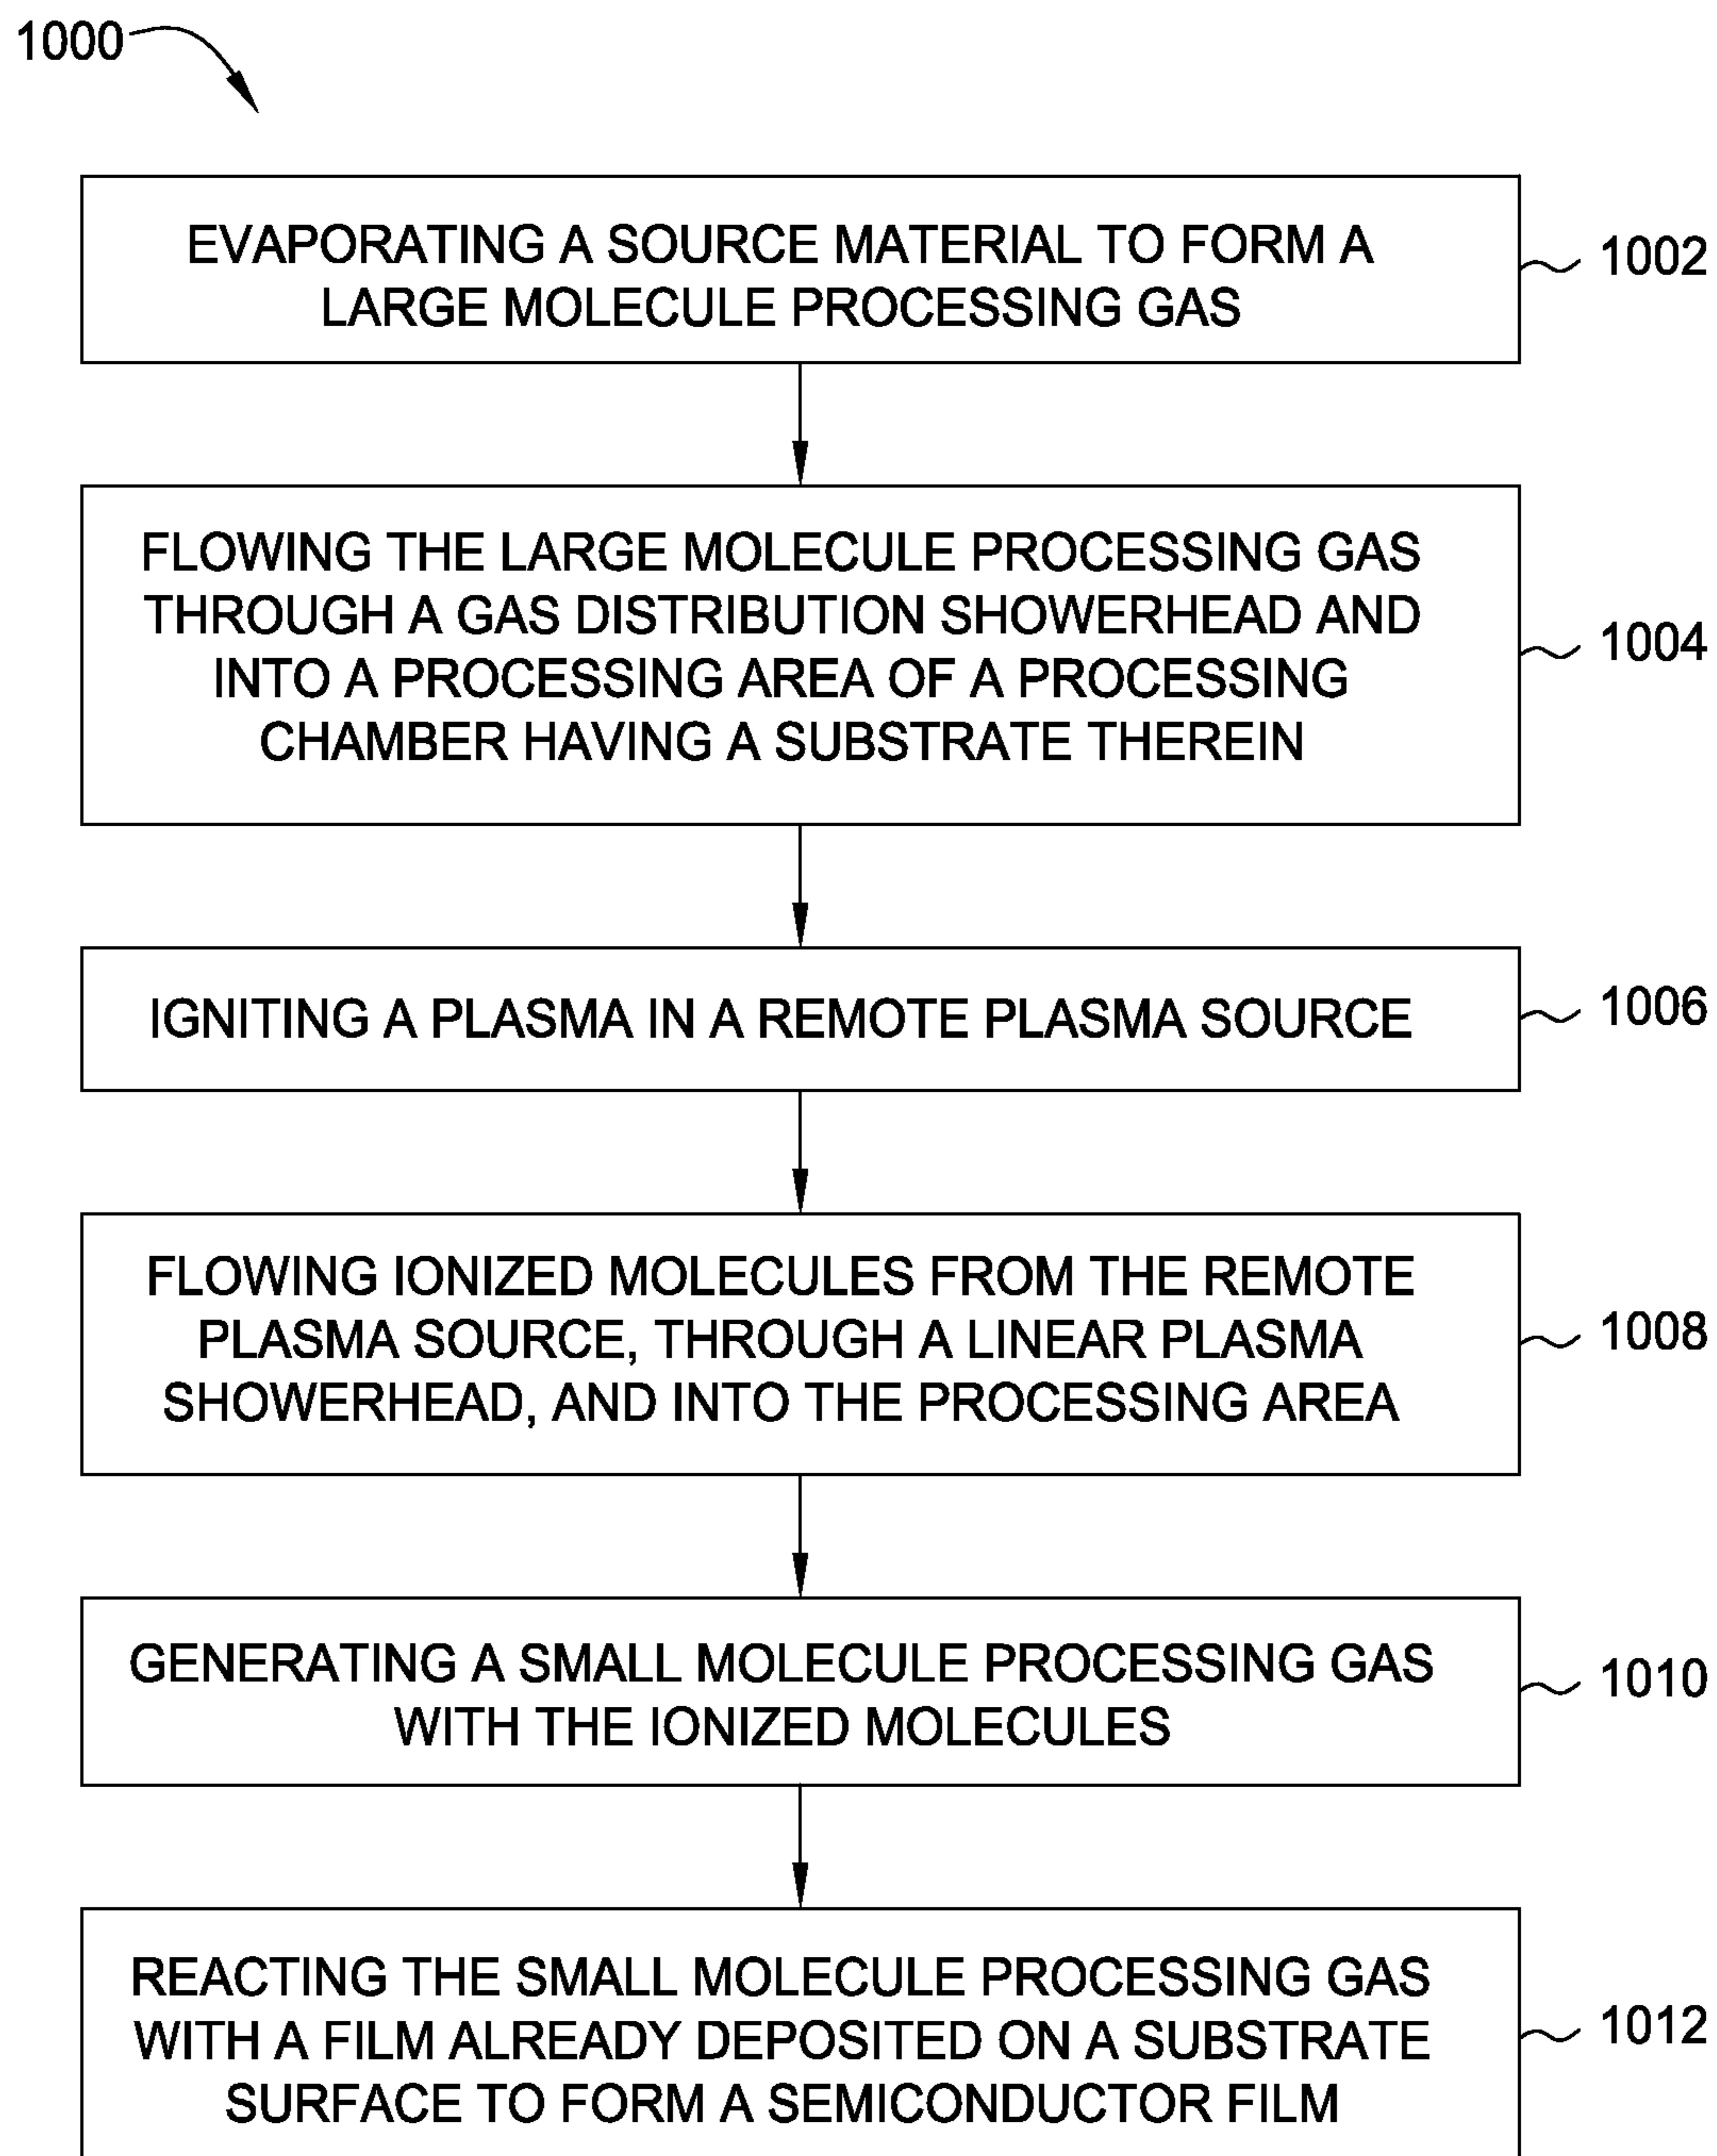 1000
EVAPORATING A SOURCE MATERIAL TO FORM A
LARGE MOLECULE PROCESSING GAS
1002
FLOWING THE LARGE MOLECULE PROCESSING GAS
THROUGH A GAS DISTRIBUTION SHOWERHEAD AND
INTO A PROCESSING AREA OF A PROCESSING
CHAMBER HAVING A SUBSTRATE THEREIN
1004
IGNITING A PLASMA IN A REMOTE PLASMA SOURCE
1006
FLOWING IONIZED MOLECULES FROM THE REMOTE
PLASMA SOURCE, THROUGH A LINEAR PLASMA
SHOWERHEAD, AND INTO THE PROCESSING AREA
1008
GENERATING A SMALL MOLECULE PROCESSING GAS
WITH THE IONIZED MOLECULES
1010
REACTING THE SMALL MOLECULE PROCESSING GAS
WITH A FILM ALREADY DEPOSITED ON A SUBSTRATE
SURFACE TO FORM A SEMICONDUCTOR FILM
1012